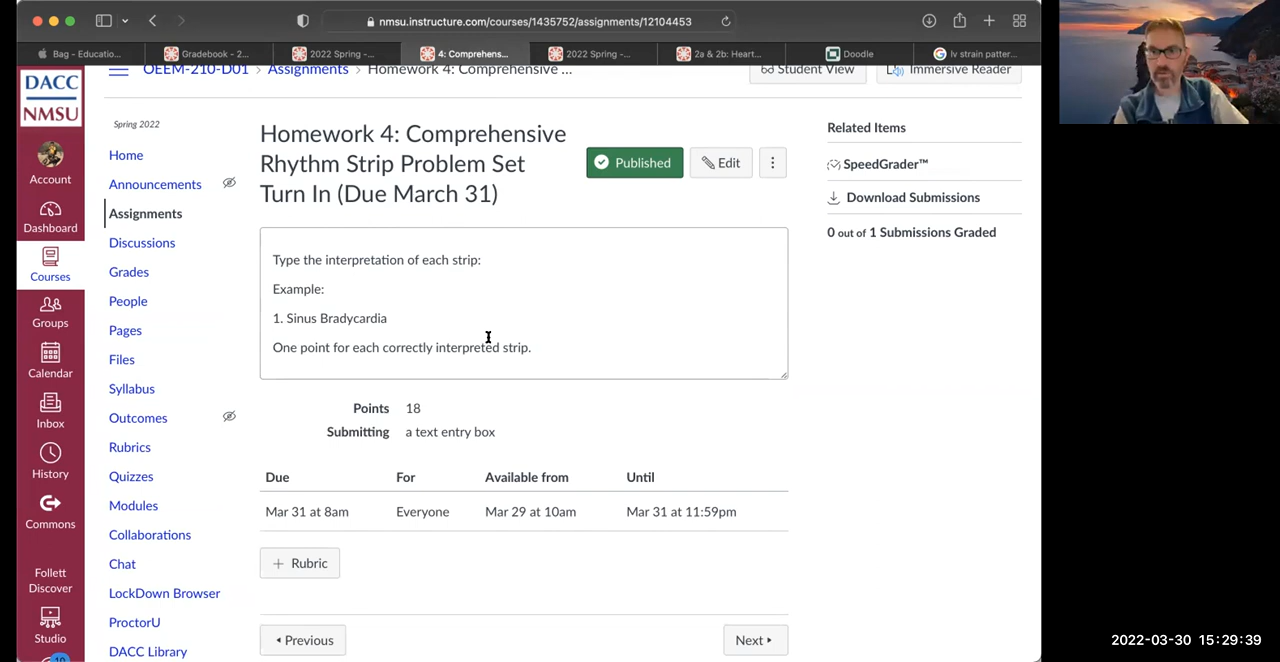 nmsu.instructure.com/courses/1435752/assignments/12104453
Bag - Educatio...
Gradebook - 2...
2022 Spring -...
4: Comprehens...
2022 Spring -...
2a & 2b: Heart...
Doodle
lv strain patter...
DACC
NMSU
OEEM-210-D01 › Assignments › Homework 4: Comprehensive ...
Student View
Immersive Reader
Account
Dashboard
Courses
Groups
Calendar
Inbox
History
Commons
Follett
Discover
Studio
10
Spring 2022
Home
Announcements
Assignments
Discussions
Grades
People
Pages
Files
Syllabus
Outcomes
Rubrics
Quizzes
Modules
Collaborations
Chat
LockDown Browser
ProctorU
DACC Library
Homework 4: Comprehensive
Rhythm Strip Problem Set
Turn In (Due March 31)
Published
Edit
Type the interpretation of each strip:
Example:
1. Sinus Bradycardia
One point for each correctly interpreted strip.
Points 18
Submitting a text entry box
Due For Available from Until
Mar 31 at 8am Everyone Mar 29 at 10am Mar 31 at 11:59pm
+ Rubric
Previous
Next
Related Items
SpeedGrader™
Download Submissions
0 out of 1 Submissions Graded
2022-03-30 15:29:39